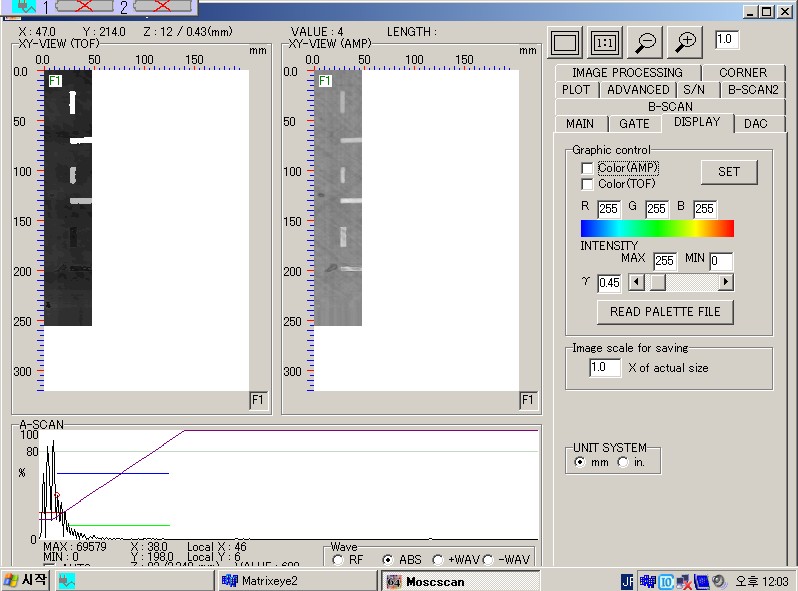 1 2
X : 47.0 Y : 214.0 Z : 12 / 0.43(mm) VALUE : 4 LENGTH :
XY-VIEW (TOF)
mm
0.0 50 100 150
0.0
50
100
150
200
250
300
F1
F1
XY-VIEW (AMP)
mm
0.0 50 100 150
0.0
50
100
150
200
250
300
F1
F1
1:1 1.0
IMAGE PROCESSING CORNER
PLOT ADVANCED S/N B-SCAN2
B-SCAN
MAIN GATE DISPLAY DAC
Graphic control
Color(AMP)
Color(TOF)
SET
R 255 G 255 B 255
INTENSITY
MAX 255 MIN 0
γ 0.45
READ PALETTE FILE
Image scale for saving
1.0 X of actual size
UNIT SYSTEM
mm in.
A-SCAN
100
80
%
0
MAX : 69579 X : 38.0 Local X : 46
MIN : 0 Y : 198.0 Local Y : 6
Wave
RF ABS +WAV -WAV
시작 Matrixeye2 Moscscan JP 오후 12:03